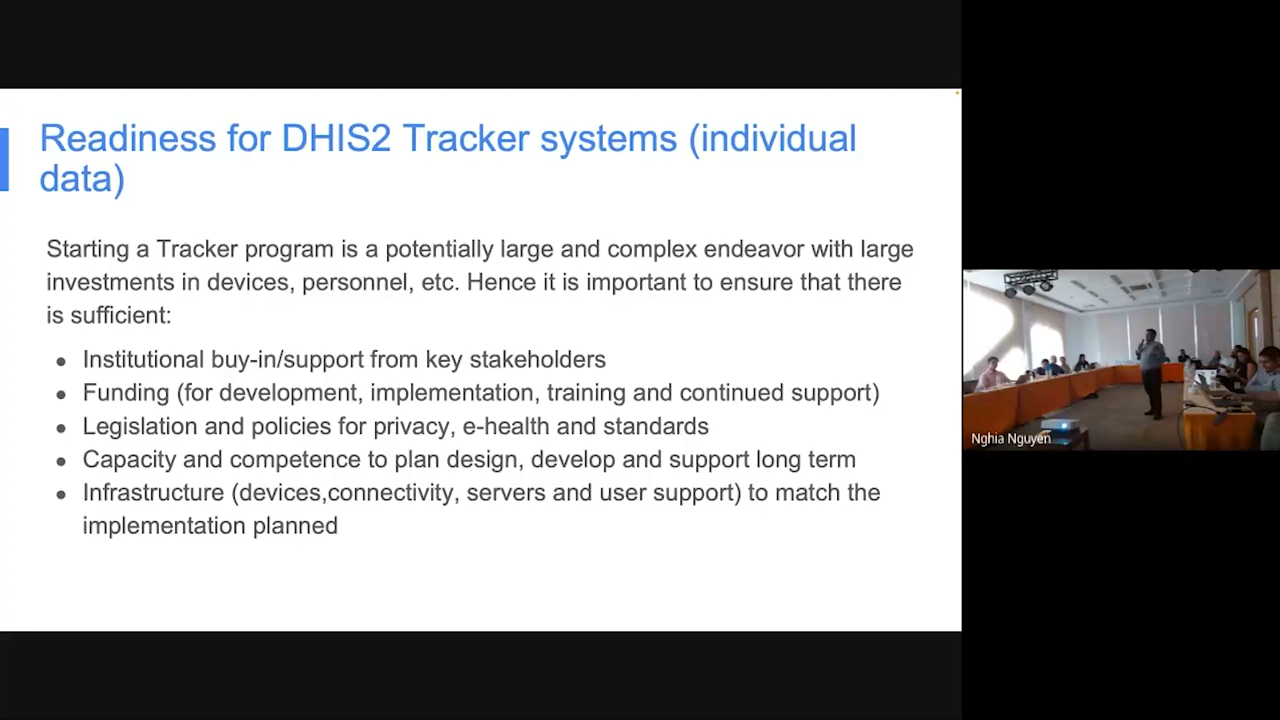 Readiness for DHIS2 Tracker systems (individual
data)
Starting a Tracker program is a potentially large and complex endeavor with large
investments in devices, personnel, etc. Hence it is important to ensure that there
is sufficient:
● Institutional buy-in/support from key stakeholders
● Funding (for development, implementation, training and continued support)
● Legislation and policies for privacy, e-health and standards
● Capacity and competence to plan design, develop and support long term
● Infrastructure (devices,connectivity, servers and user support) to match the
implementation planned
Nghia Nguyen